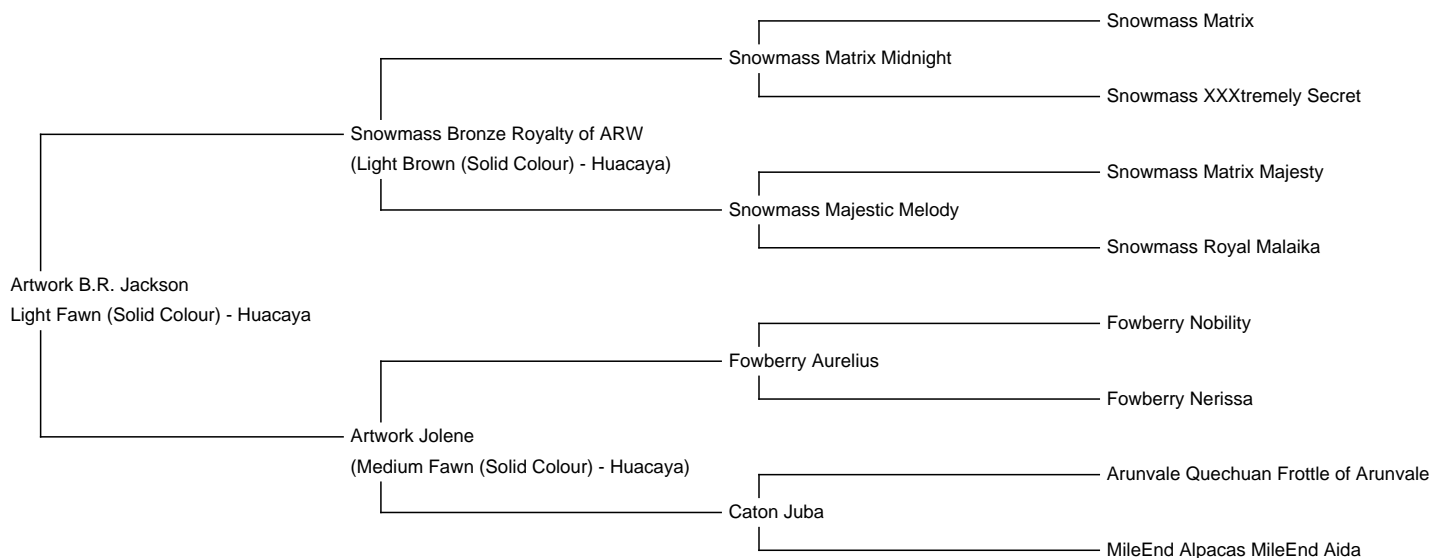 Snowmass Matrix
Snowmass Matrix Midnight
Snowmass XXXtremely Secret
Snowmass Bronze Royalty of ARW
(Light Brown (Solid Colour) - Huacaya)
Snowmass Matrix Majesty
Snowmass Majestic Melody
Snowmass Royal Malaika
Artwork B.R. Jackson
Light Fawn (Solid Colour) - Huacaya
Fowberry Nobility
Fowberry Aurelius
Fowberry Nerissa
Artwork Jolene
(Medium Fawn (Solid Colour) - Huacaya)
Arunvale Quechuan Frottle of Arunvale
Caton Juba
MileEnd Alpacas MileEnd Aida